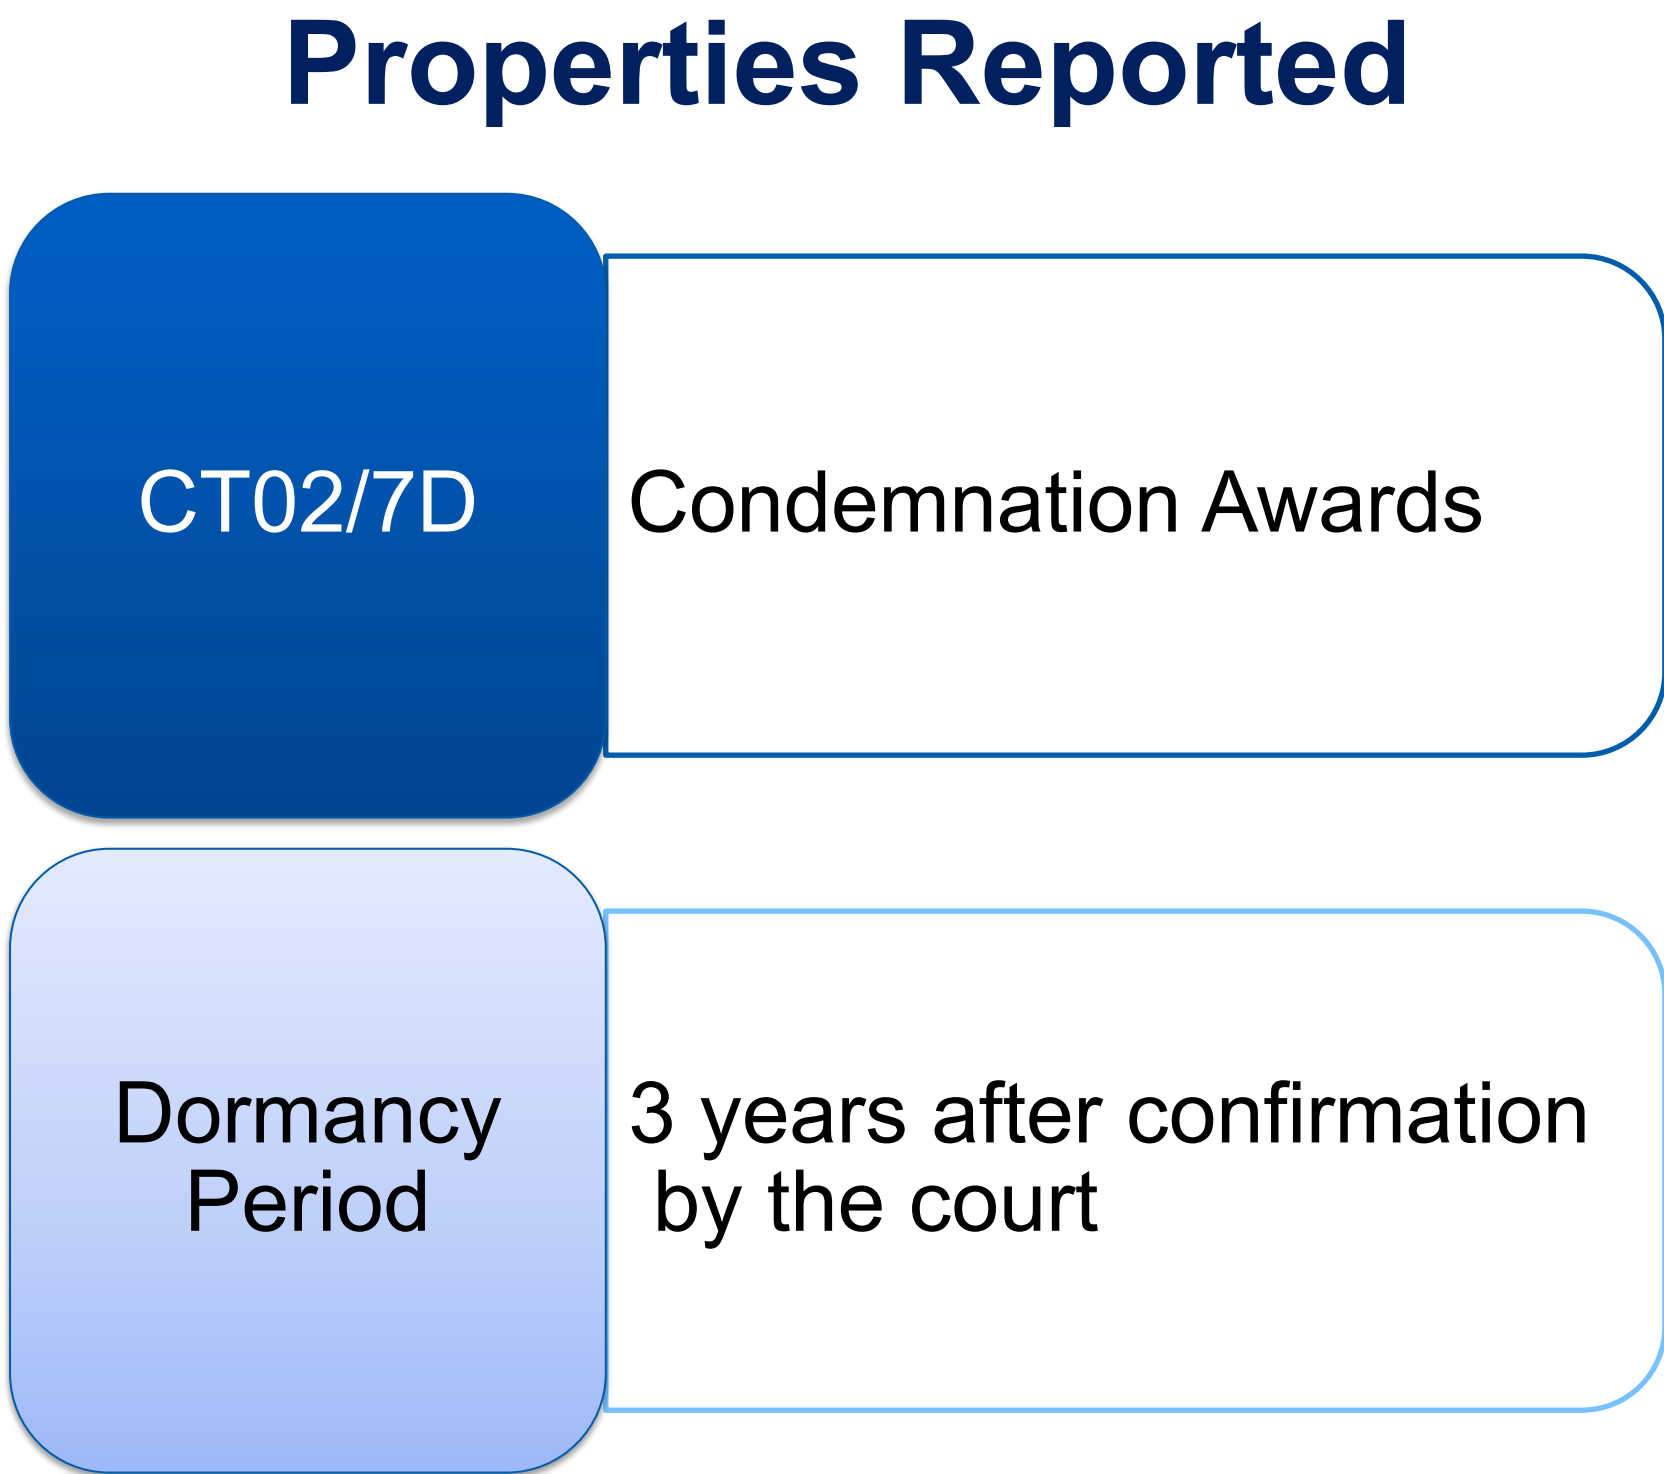 Properties Reported
CT02/7D
Condemnation Awards
Dormancy
Period
3 years after confirmation
by the court